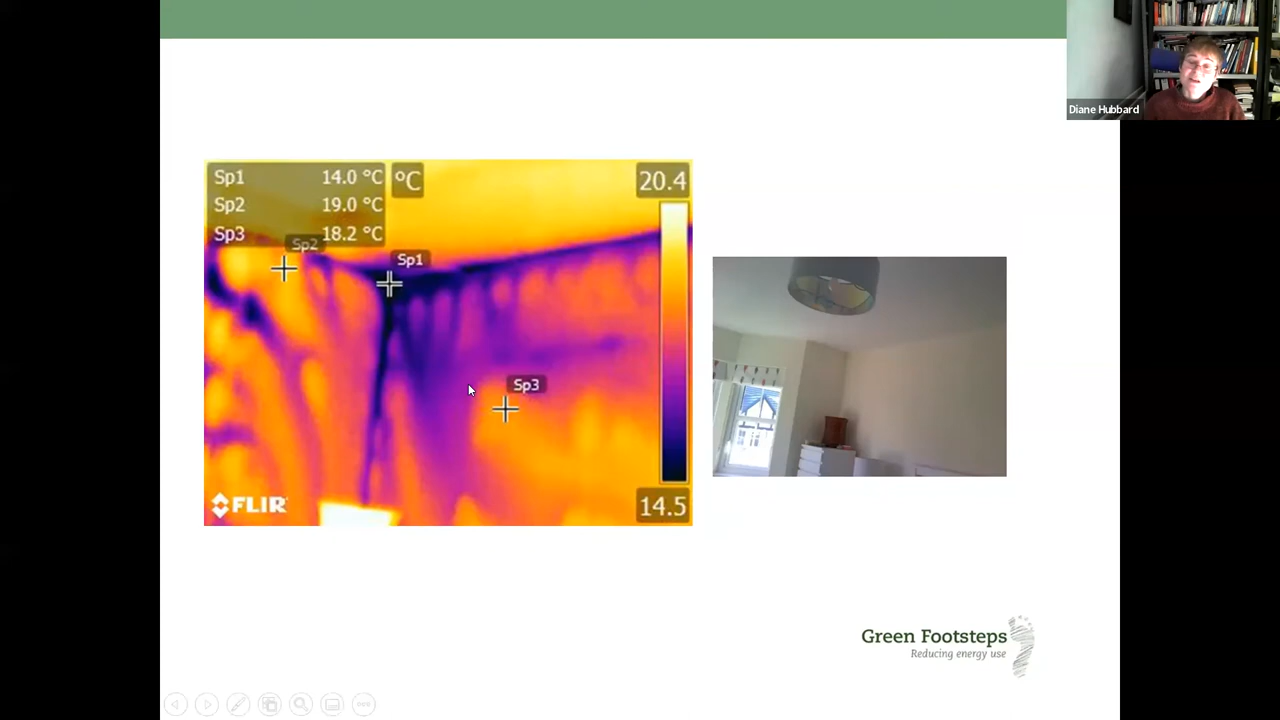 Diane Hubbard
Sp1 14.0 °C
Sp2 19.0 °C
Sp3 18.2 °C
°C
20.4
Sp2
Sp1
Sp3
FLIR
14.5
Green Footsteps
Reducing energy use